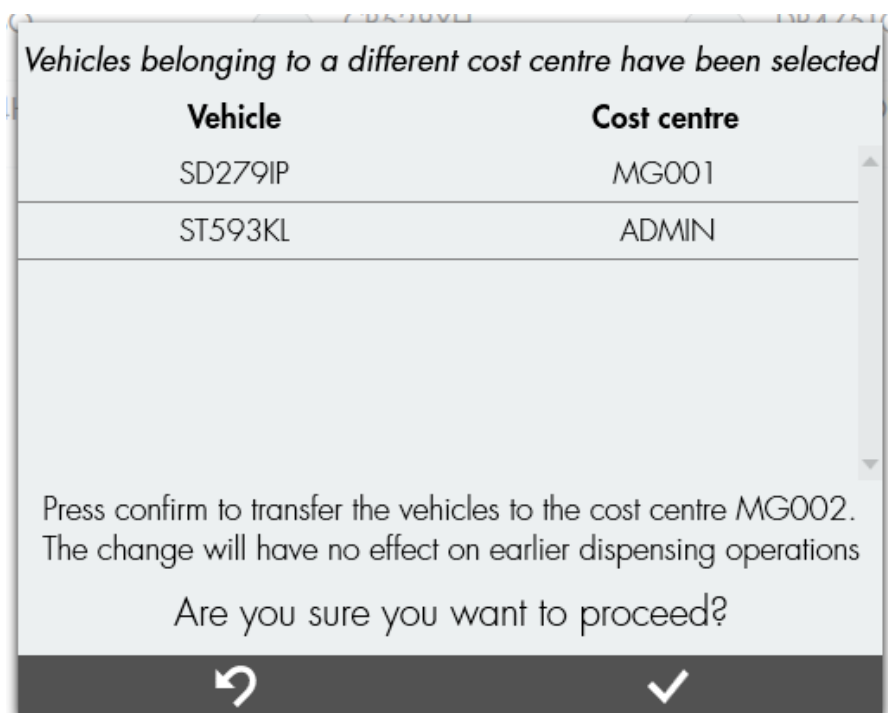 Vehicles belonging to a different cost centre have been selected
Vehicle Cost centre
SD279IP MG001
ST593KL ADMIN
Press confirm to transfer the vehicles to the cost centre MG002.
The change will have no effect on earlier dispensing operations
Are you sure you want to proceed?